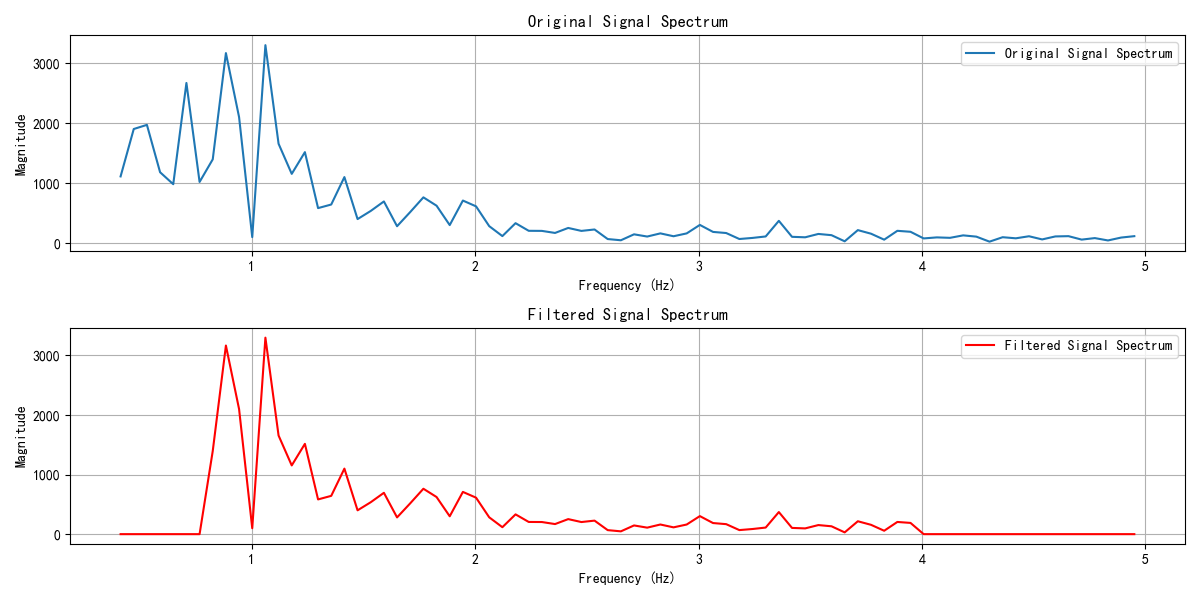 Original Signal Spectrum
Original Signal Spectrum
3000
2000
1000
0
Magnitude
1 2 3 4 5
Frequency (Hz)
Filtered Signal Spectrum
Filtered Signal Spectrum
3000
2000
1000
0
Magnitude
1 2 3 4 5
Frequency (Hz)